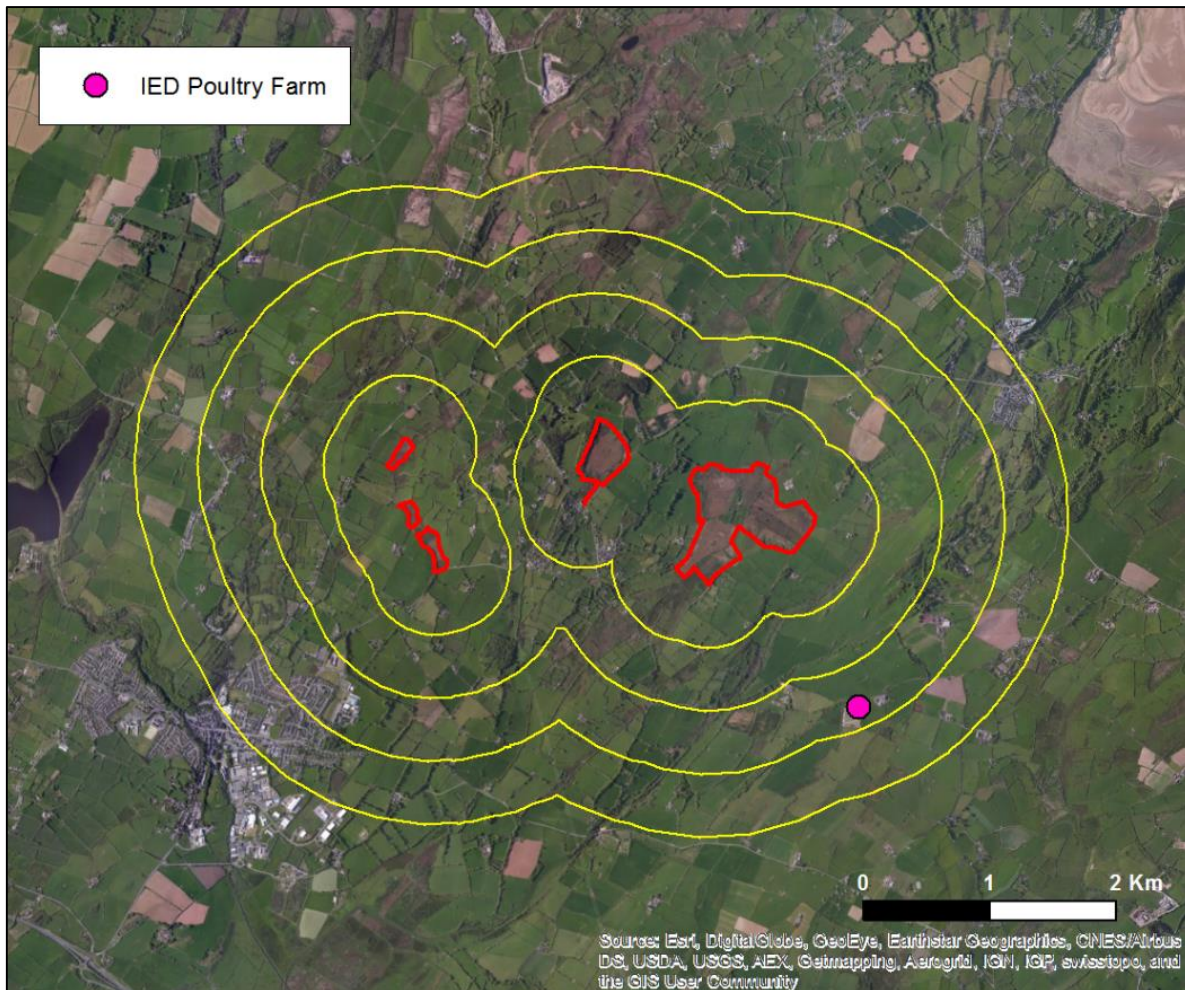 IED Poultry Farm
0 1 2 Km
Source: Esri, DigitalGlobe, GeoEye, Earthstar Geographics, CNES/Airbus
DS, USDA, USGS, AEX, Getmapping, Aerogrid, IGN, IGP, swisstopo, and
the GIS User Community